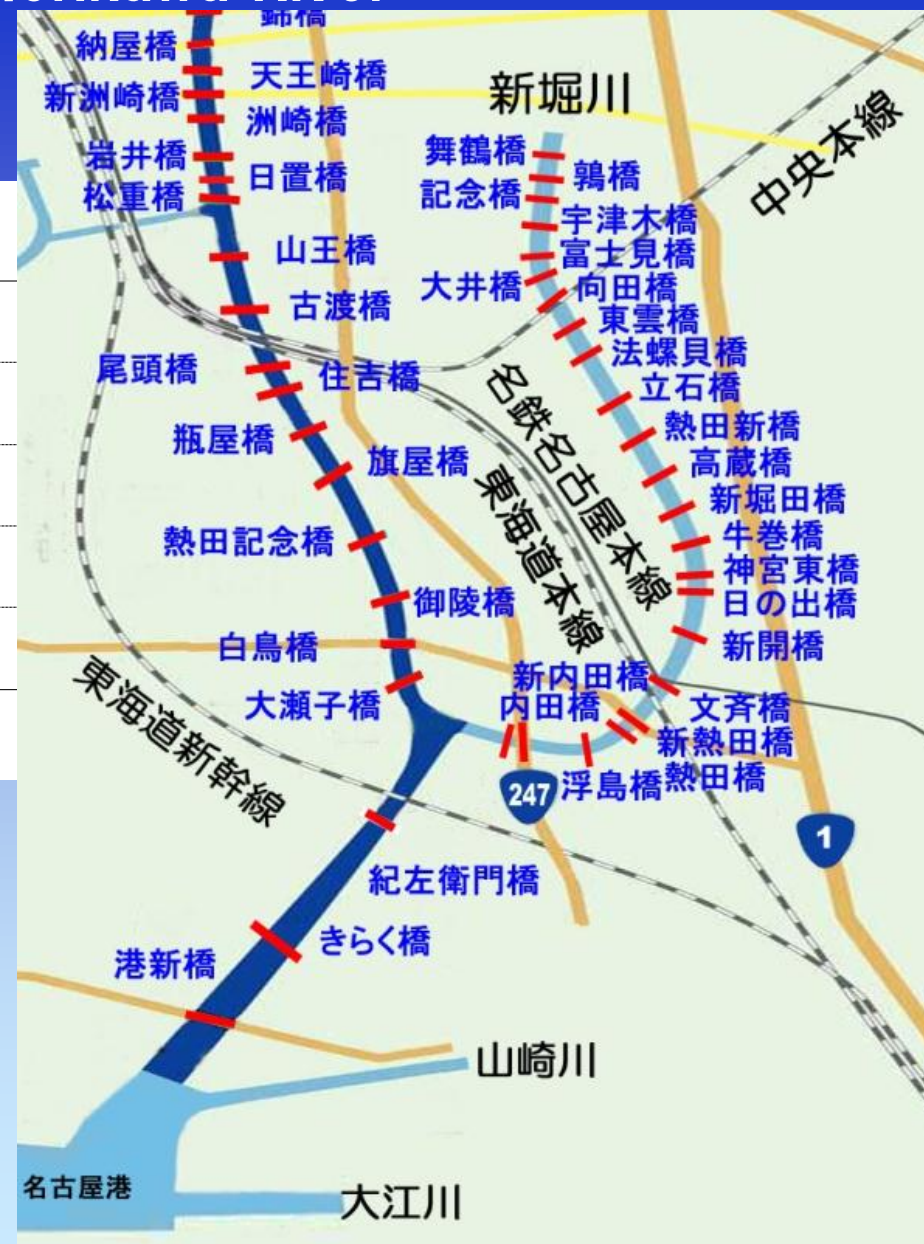 錦橋
納屋橋
天王崎橋
新洲崎橋
洲崎橋
岩井橋
日置橋
松重橋
山王橋
古渡橋
尾頭橋
住吉橋
瓶屋橋
旗屋橋
熱田記念橋
御陵橋
白鳥橋
大瀬子橋
東海道新幹線
紀左衛門橋
きらく橋
港新橋
名古屋港
山崎川
大江川
新堀川
舞鶴橋
鶉橋
記念橋
宇津木橋
富士見橋
大井橋
向田橋
東雲橋
法螺貝橋
立石橋
熱田新橋
高蔵橋
新堀田橋
牛巻橋
神宮東橋
日の出橋
新開橋
新内田橋
内田橋
文斉橋
新熱田橋
熱田橋
浮島橋
中央本線
名鉄名古屋本線
東海道本線
247
1